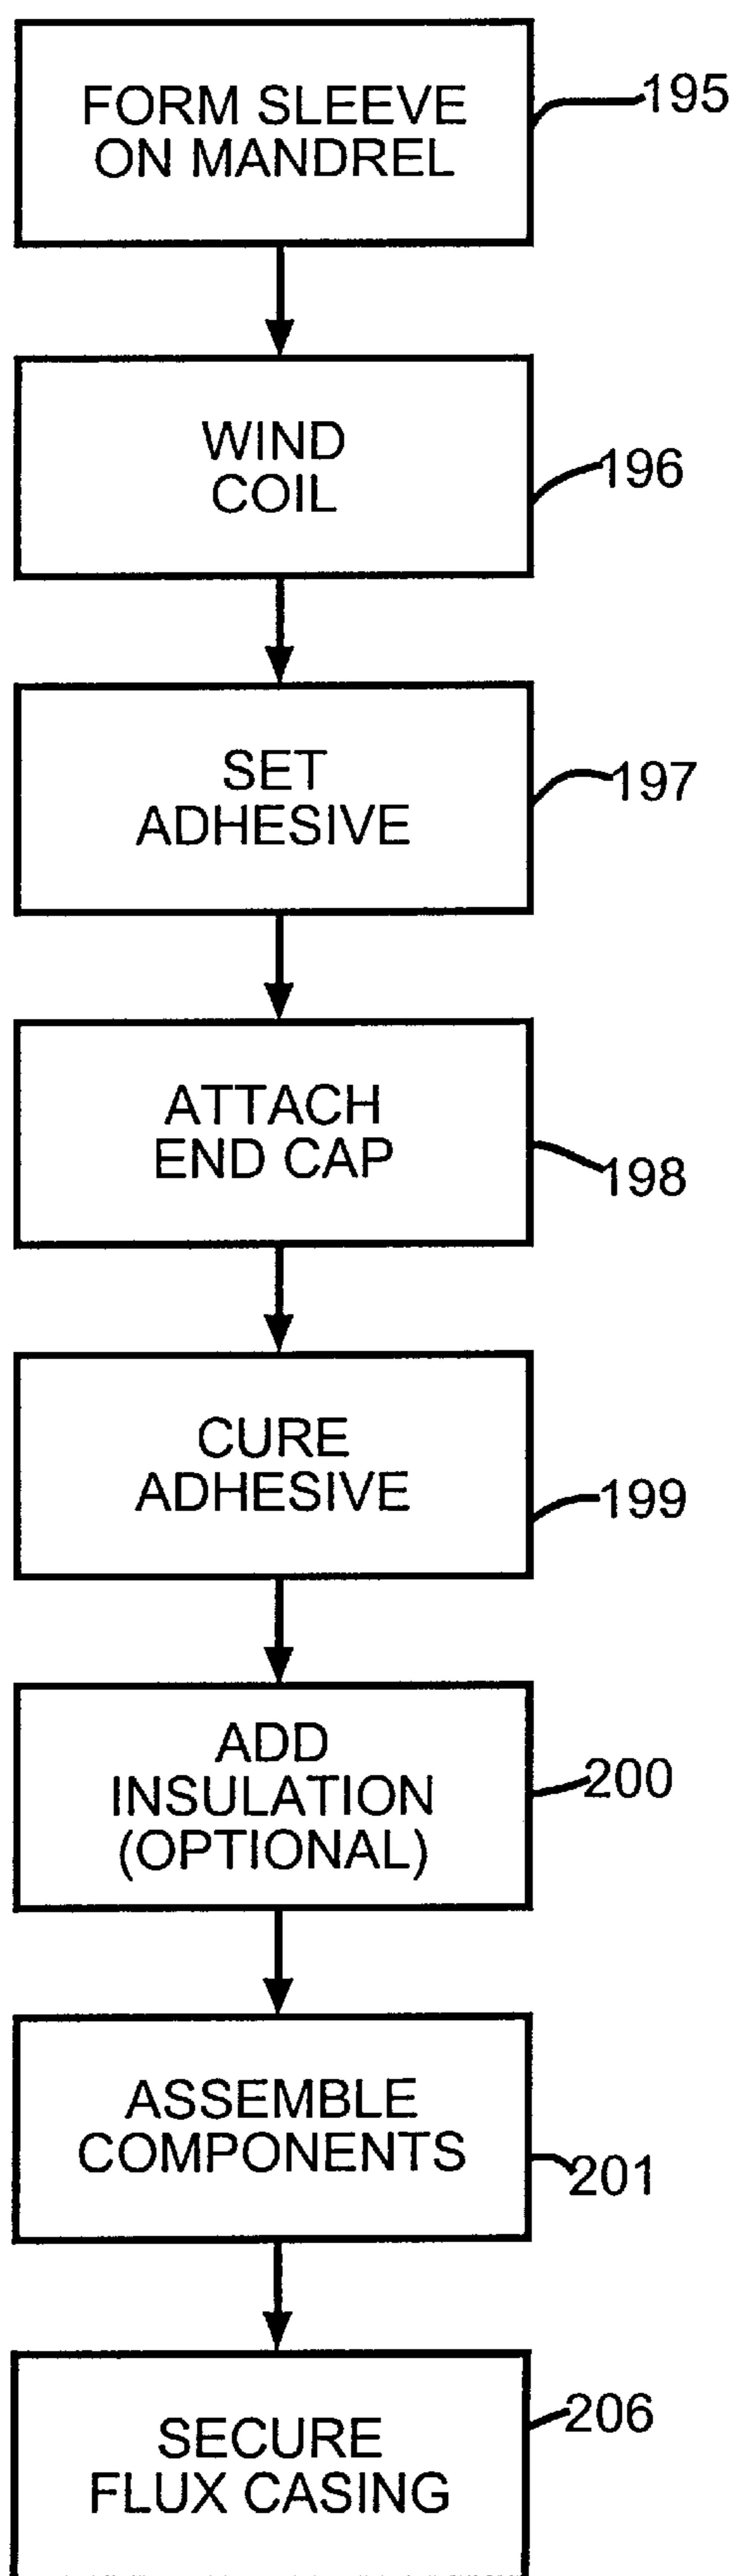 FORM SLEEVE
ON MANDREL
195
WIND
COIL
196
SET
ADHESIVE
197
ATTACH
END CAP
198
CURE
ADHESIVE
199
ADD
INSULATION
(OPTIONAL)
200
ASSEMBLE
COMPONENTS
201
SECURE
FLUX CASING
206